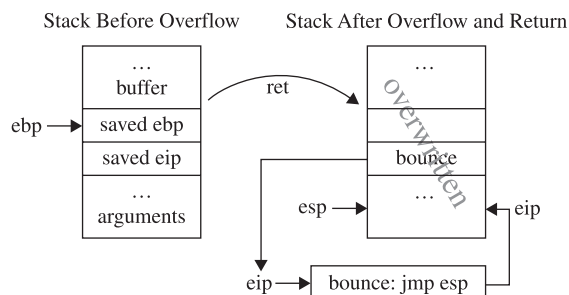 Stack Before Overflow
Stack After Overflow and Return
...
buffer
saved ebp
saved eip
...
arguments
ebp
ret
...
overwritten
bounce
...
esp
eip
eip
bounce: jmp esp